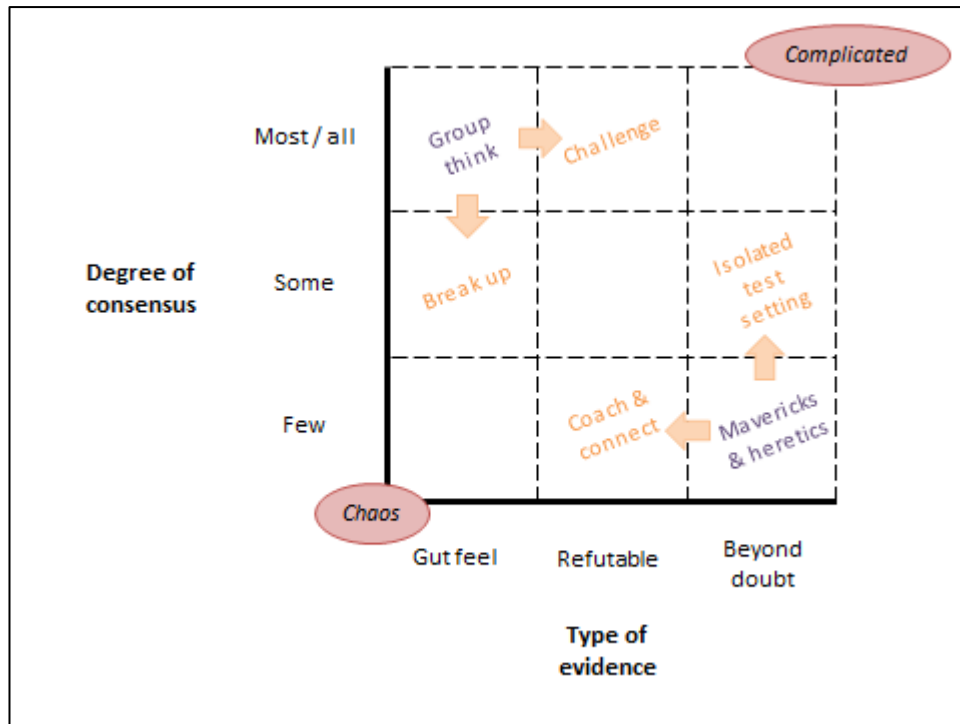 Complicated
Most / all
Group
think
Challenge
Degree of
consensus
Some
Break up
Isolated
test
setting
Few
Coach &
connect
Mavericks
& heretics
Chaos
Gut feel
Refutable
Beyond
doubt
Type of
evidence